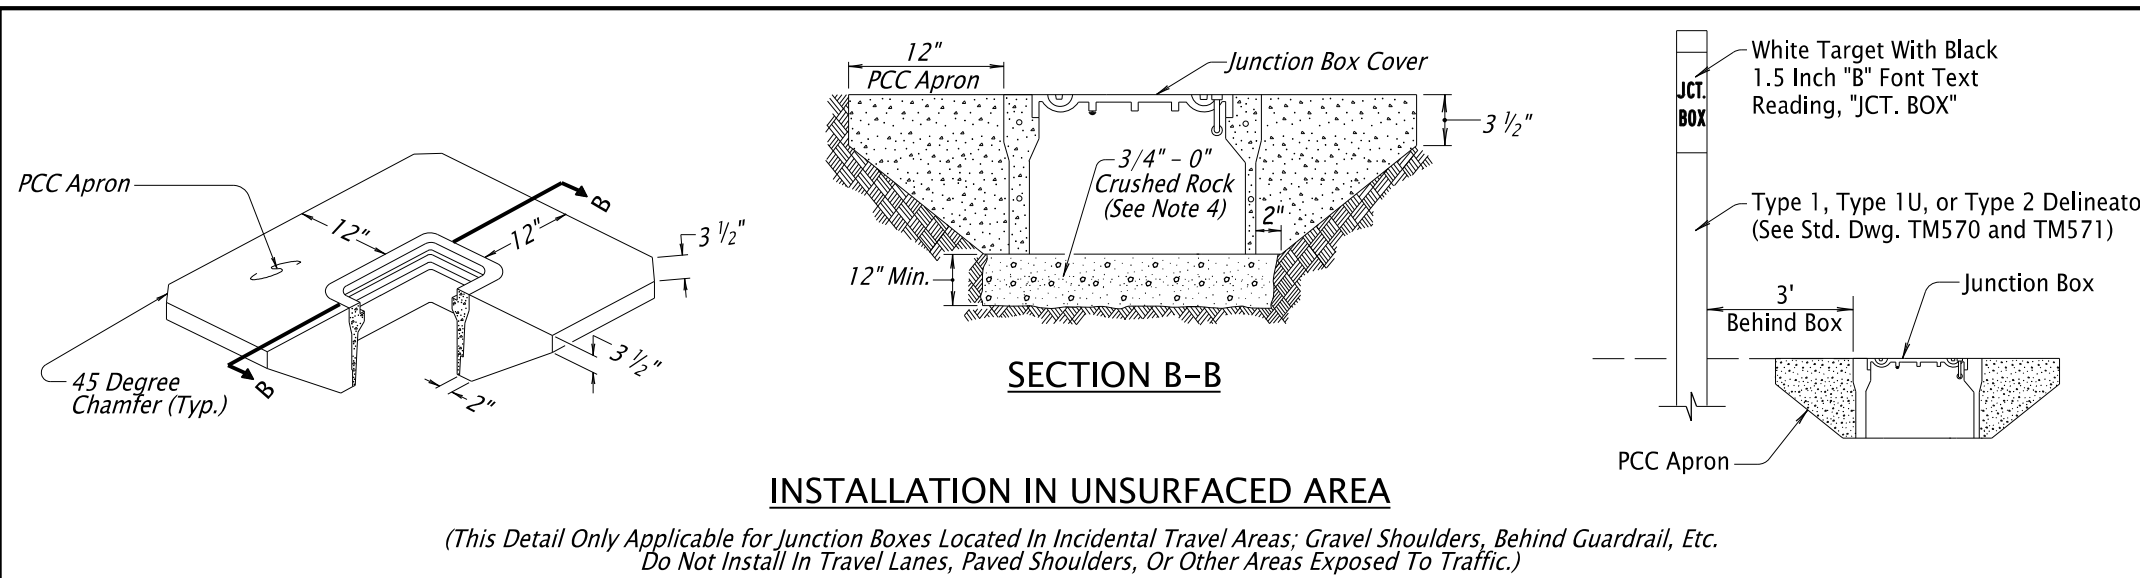 PCC Apron
12"
12"
B
3 1/2"
3 1/2"
2"
B
45 Degree
Chamfer (Typ.)
12"
PCC Apron
Junction Box Cover
3 1/2"
3/4" - 0"
Crushed Rock
(See Note 4)
2"
12" Min.
SECTION B-B
White Target With Black
1.5 Inch "B" Font Text
Reading, "JCT. BOX"
JCT.
BOX
Type 1, Type 1U, or Type 2 Delineato
(See Std. Dwg. TM570 and TM571)
Junction Box
3'
Behind Box
PCC Apron
INSTALLATION IN UNSURFACED AREA
(This Detail Only Applicable for Junction Boxes Located In Incidental Travel Areas; Gravel Shoulders, Behind Guardrail, Etc.
Do Not Install In Travel Lanes, Paved Shoulders, Or Other Areas Exposed To Traffic.)